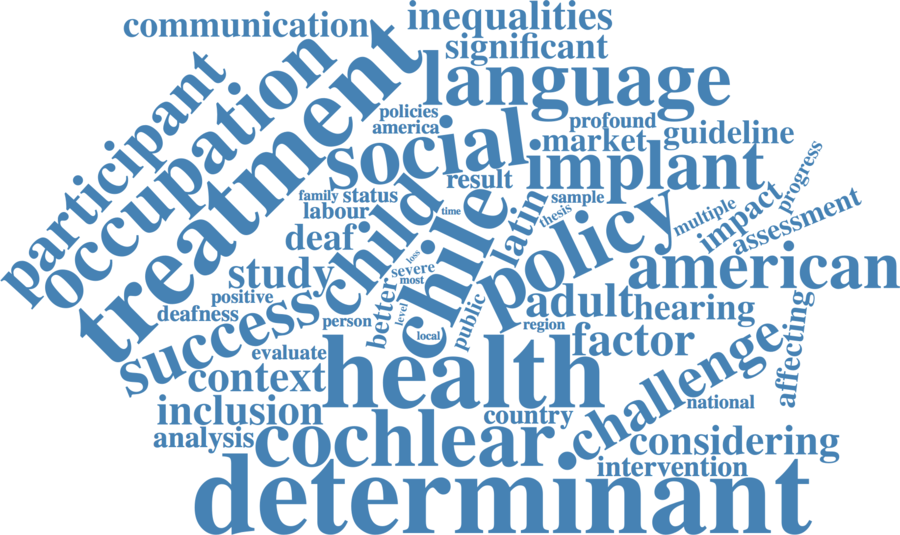 communication
inequalities
significant
participant
occupation
treatment
language
policies
america
social
profound
market
guideline
implant
result
family
status
labour
time
sample
thesis
latin
multiple
impact
progress
assessment
deaf
child
chile
policy
american
study
loss
severe
most
positive
deafness
success
person
better
level
local
public
adult
hearing
region
factor
challenge
affecting
evaluate
context
health
national
inclusion
country
analysis
cochlear
considering
intervention
determinant